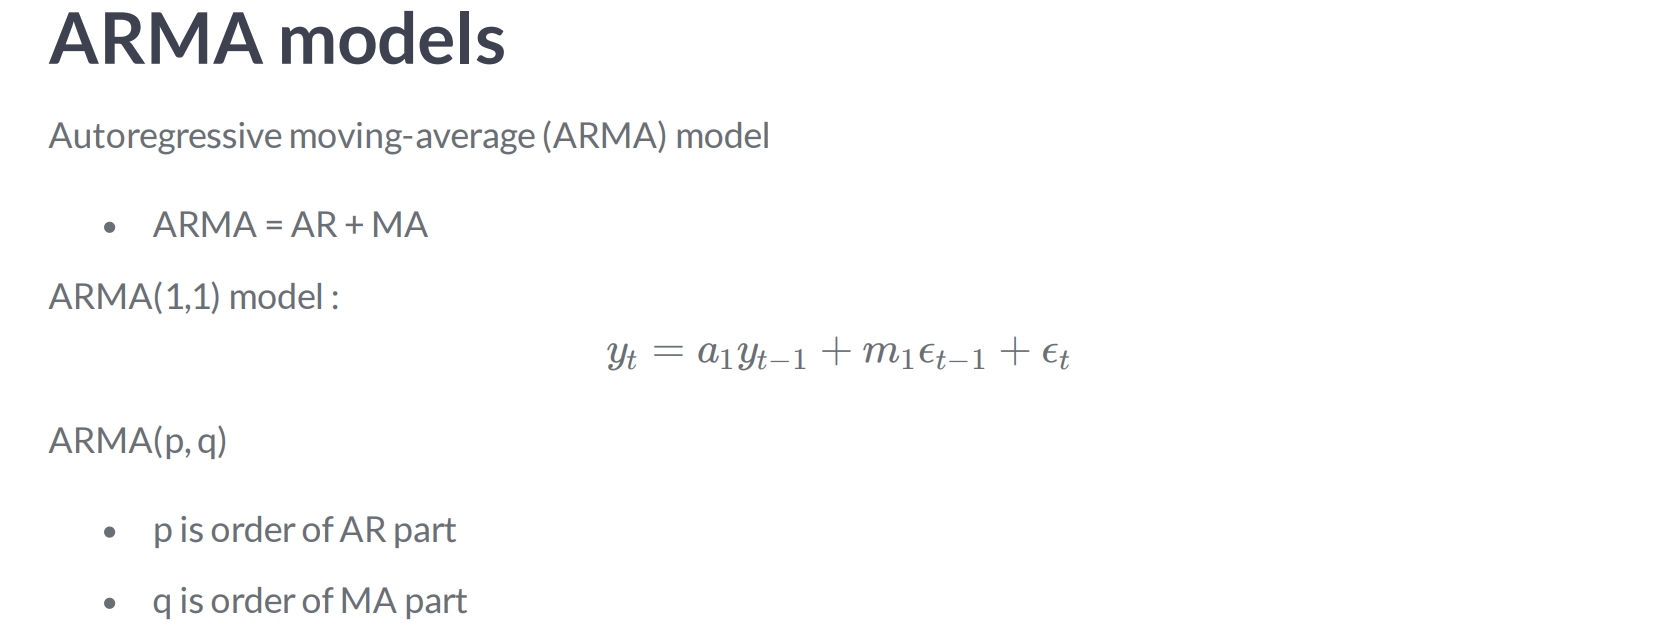 ARMA models
Autoregressive moving-average (ARMA) model
• ARMA = AR + MA
ARMA(1,1) model :
$y_t = a_1 y_{t-1} + m_1 \epsilon_{t-1} + \epsilon_t$
ARMA(p, q)
• p is order of AR part
• q is order of MA part